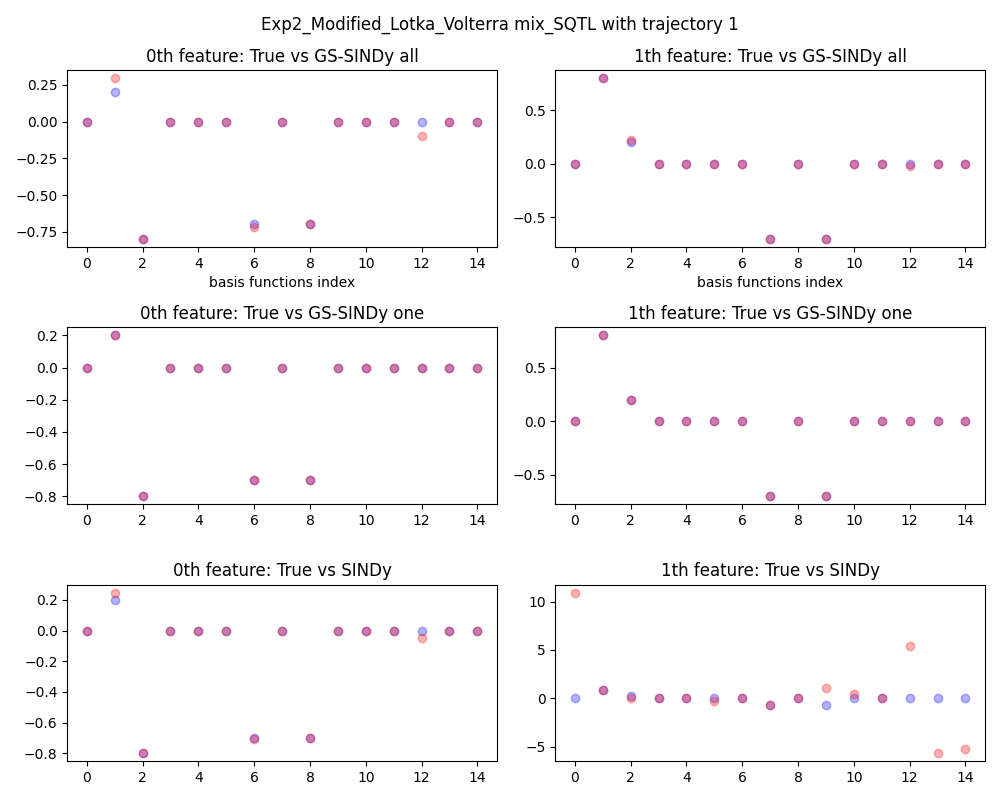 Exp2_Modified_Lotka_Volterra mix_SQTL with trajectory 1
0th feature: True vs GS-SINDy all
0.25
0.00
−0.25
−0.50
−0.75
0 2 4 6 8 10 12 14
basis functions index
1th feature: True vs GS-SINDy all
0.5
0.0
−0.5
0 2 4 6 8 10 12 14
basis functions index
0th feature: True vs GS-SINDy one
0.2
0.0
−0.2
−0.4
−0.6
−0.8
0 2 4 6 8 10 12 14
1th feature: True vs GS-SINDy one
0.5
0.0
−0.5
0 2 4 6 8 10 12 14
0th feature: True vs SINDy
0.2
0.0
−0.2
−0.4
−0.6
−0.8
0 2 4 6 8 10 12 14
1th feature: True vs SINDy
10
5
0
−5
0 2 4 6 8 10 12 14